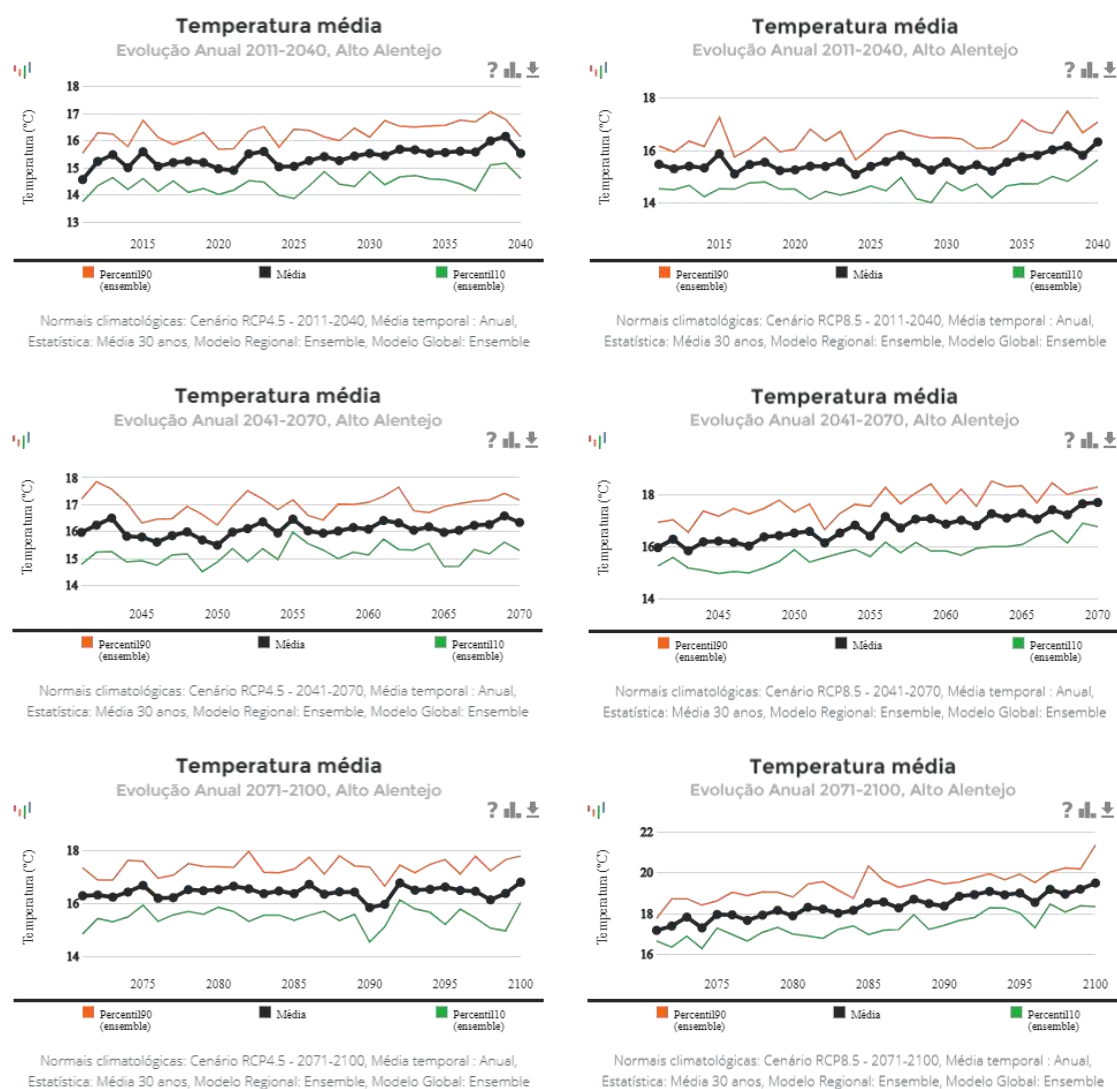 Temperatura média
Evolução Anual 2011-2040, Alto Alentejo
?
Temperatura (°C)
18
17
16
15
14
13
2015
2020
2025
2030
2035
2040
Percentil90
(ensemble)
Média
Percentil10
(ensemble)
Normais climatológicas: Cenário RCP4.5 - 2011-2040, Média temporal : Anual,
Estatística: Média 30 anos, Modelo Regional: Ensemble, Modelo Global: Ensemble
Temperatura média
Evolução Anual 2011-2040, Alto Alentejo
?
Temperatura (°C)
18
16
14
2015
2020
2025
2030
2035
2040
Percentil90
(ensemble)
Média
Percentil10
(ensemble)
Normais climatológicas: Cenário RCP8.5 - 2011-2040, Média temporal : Anual,
Estatística: Média 30 anos, Modelo Regional: Ensemble, Modelo Global: Ensemble
Temperatura média
Evolução Anual 2041-2070, Alto Alentejo
?
Temperatura (°C)
18
17
16
15
14
2045
2050
2055
2060
2065
2070
Percentil90
(ensemble)
Média
Percentil10
(ensemble)
Normais climatológicas: Cenário RCP4.5 - 2041-2070, Média temporal : Anual,
Estatística: Média 30 anos, Modelo Regional: Ensemble, Modelo Global: Ensemble
Temperatura média
Evolução Anual 2041-2070, Alto Alentejo
?
Temperatura (°C)
18
16
14
2045
2050
2055
2060
2065
2070
Percentil90
(ensemble)
Média
Percentil10
(ensemble)
Normais climatológicas: Cenário RCP8.5 - 2041-2070, Média temporal : Anual,
Estatística: Média 30 anos, Modelo Regional: Ensemble, Modelo Global: Ensemble
Temperatura média
Evolução Anual 2071-2100, Alto Alentejo
?
Temperatura (°C)
18
16
14
2075
2080
2085
2090
2095
2100
Percentil90
(ensemble)
Média
Percentil10
(ensemble)
Normais climatológicas: Cenário RCP4.5 - 2071-2100, Média temporal : Anual,
Estatística: Média 30 anos, Modelo Regional: Ensemble, Modelo Global: Ensemble
Temperatura média
Evolução Anual 2071-2100, Alto Alentejo
?
Temperatura (°C)
22
20
18
16
2075
2080
2085
2090
2095
2100
Percentil90
(ensemble)
Média
Percentil10
(ensemble)
Normais climatológicas: Cenário RCP8.5 - 2071-2100, Média temporal : Anual,
Estatística: Média 30 anos, Modelo Regional: Ensemble, Modelo Global: Ensemble